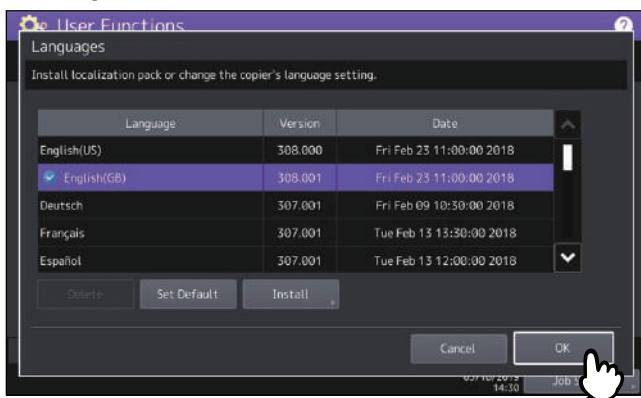 User Functions ?
Languages
Install localization pack or change the copier's language setting.
Language Version Date
English(US) 308.000 Fri Feb 23 11:00:00 2018
English(GB) 308.001 Fri Feb 23 11:00:00 2018
Deutsch 307.001 Fri Feb 09 10:30:00 2018
Français 307.001 Tue Feb 13 13:30:00 2018
Español 307.001 Tue Feb 13 12:00:00 2018
Delete Set Default Install
Cancel OK
14:30 Job